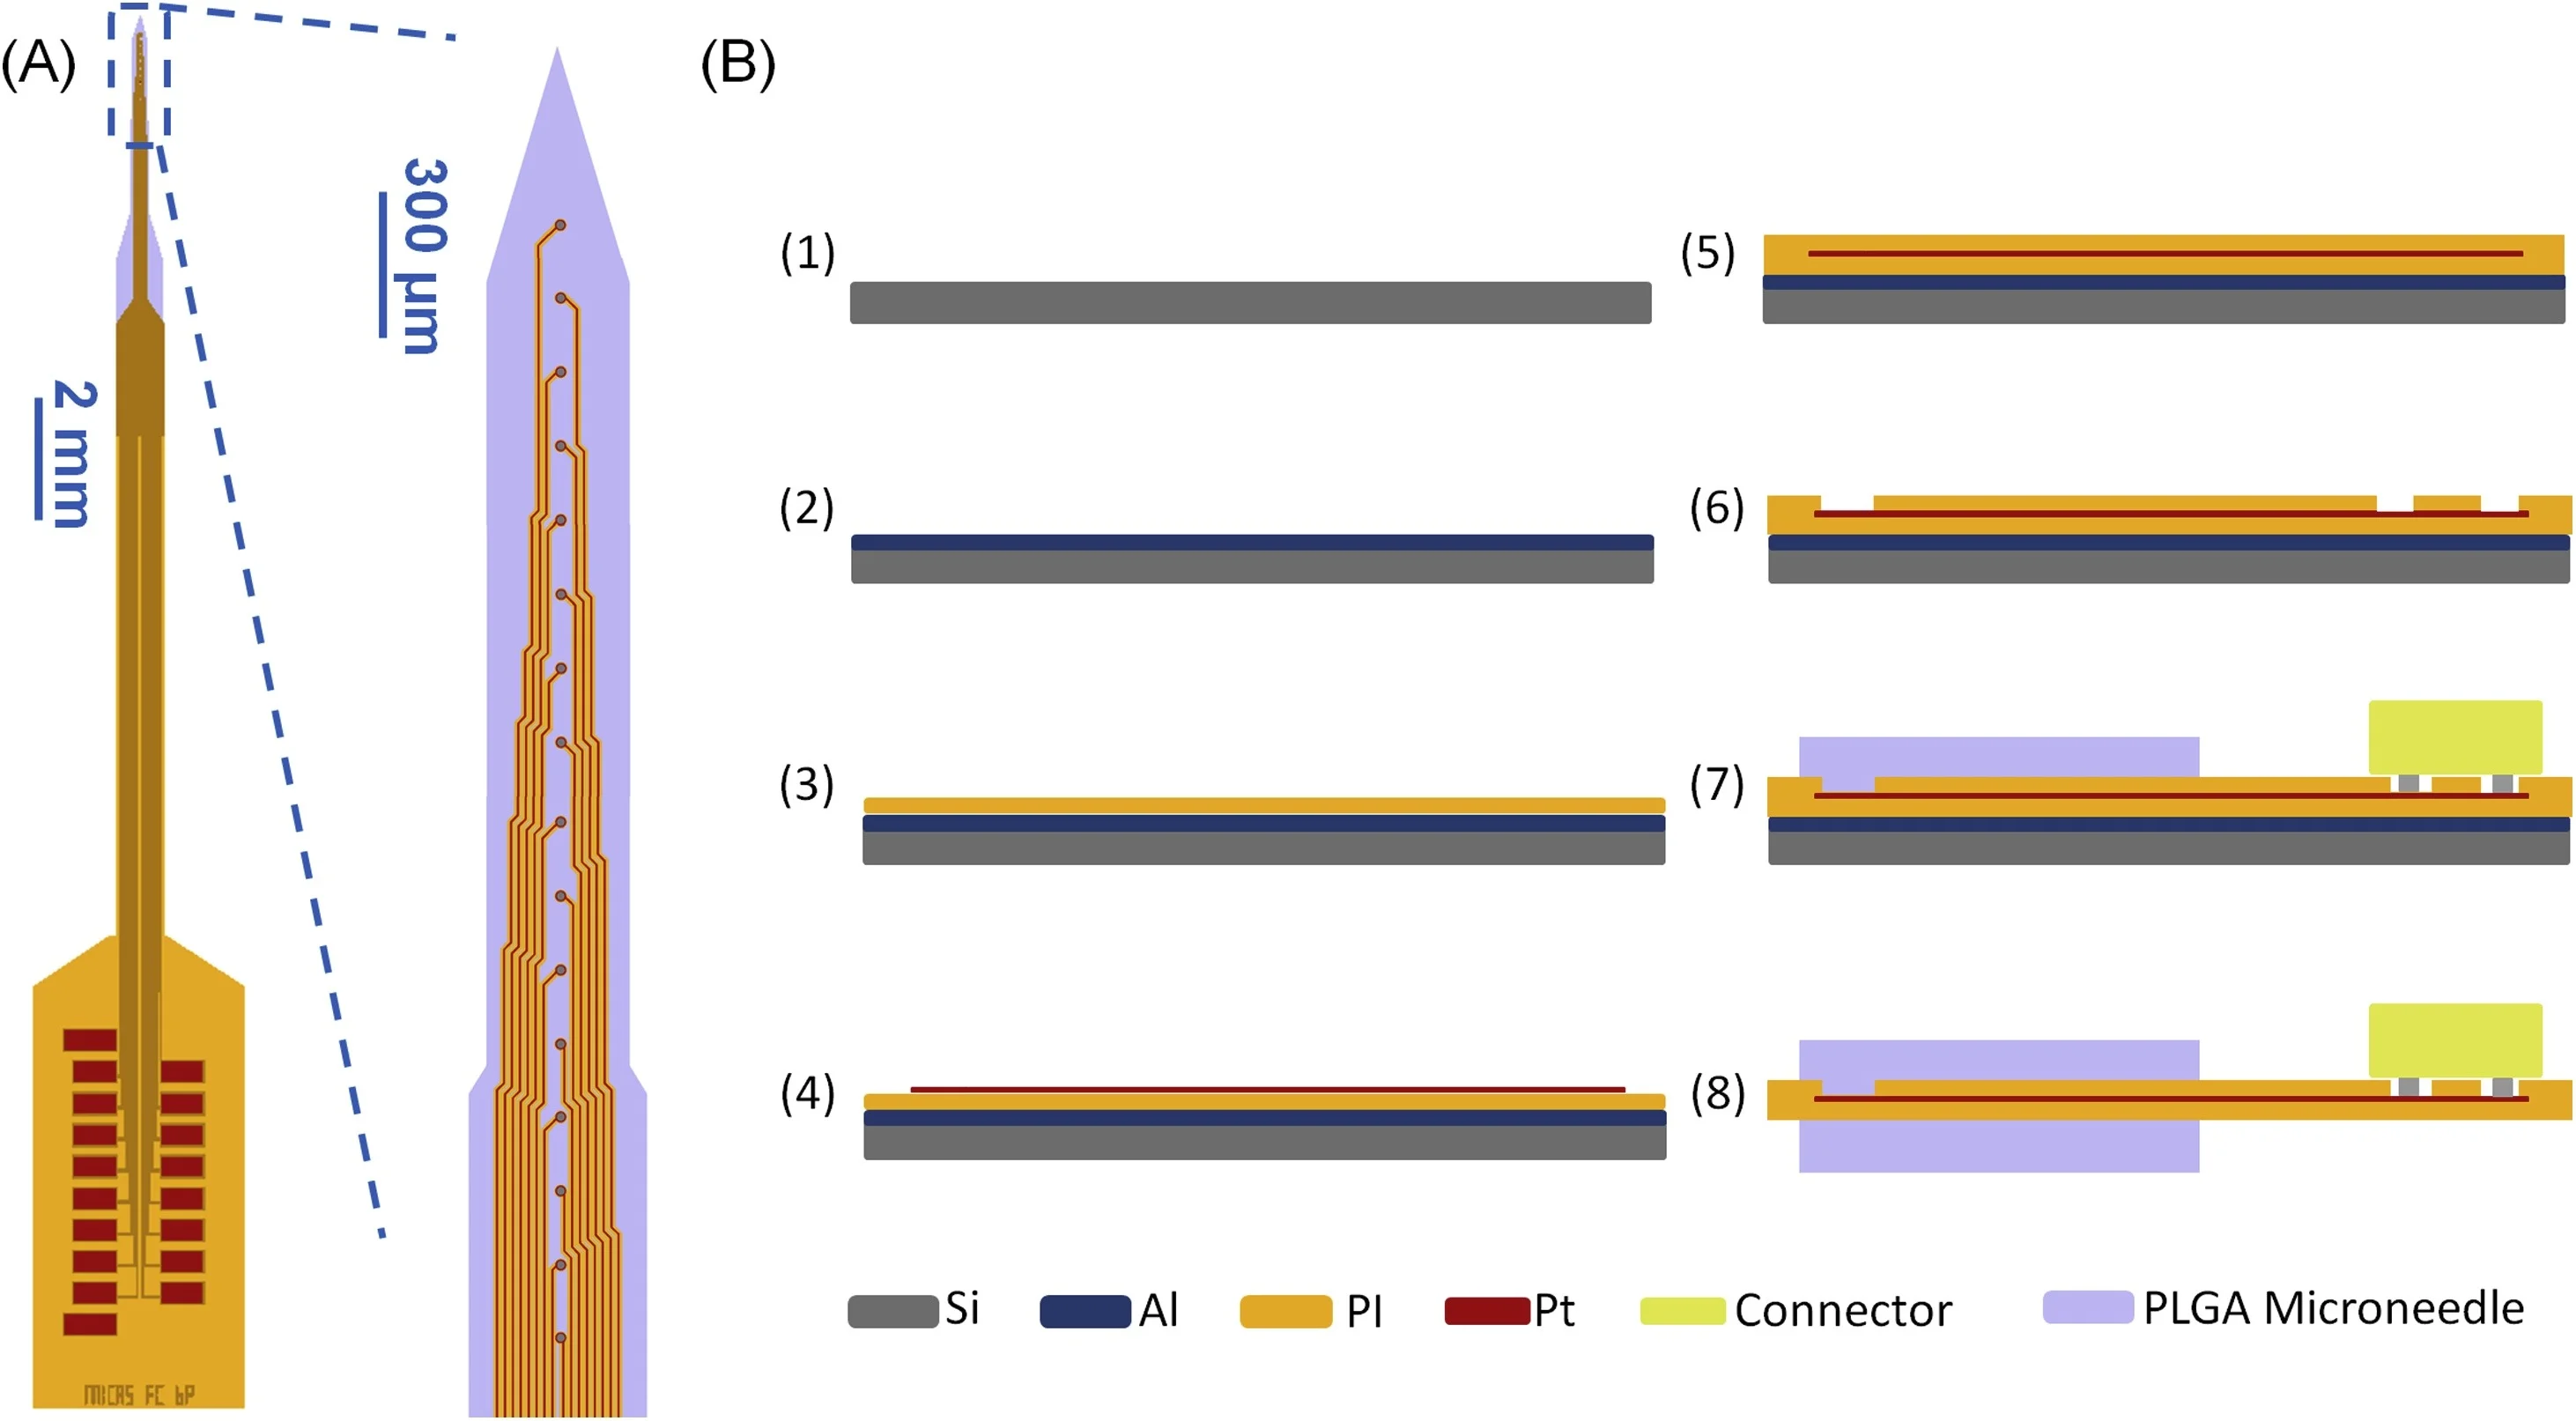 (A)
300 μm
2 mm
MICAS FC 6P
(B)
(1)
(2)
(3)
(4)
(5)
(6)
(7)
(8)
Si
Al
PI
Pt
Connector
PLGA Microneedle